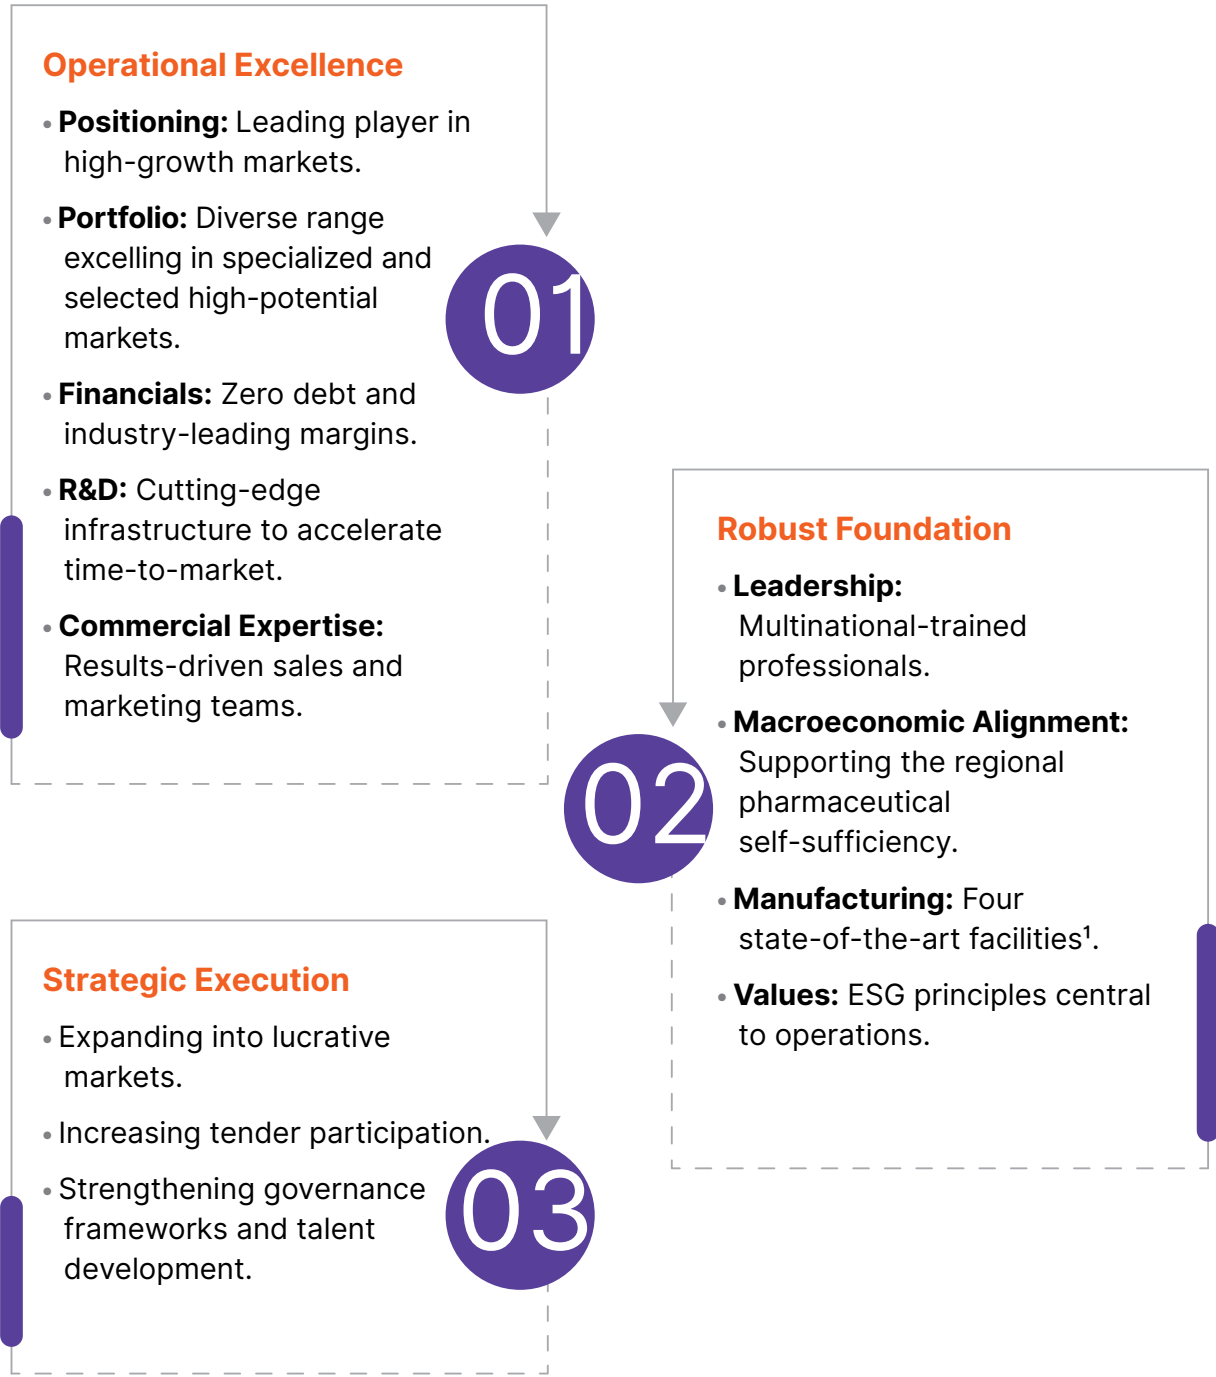 Operational Excellence
• Positioning: Leading player in
high-growth markets.
• Portfolio: Diverse range
excelling in specialized and
selected high-potential
markets.
• Financials: Zero debt and
industry-leading margins.
• R&D: Cutting-edge
infrastructure to accelerate
time-to-market.
• Commercial Expertise:
Results-driven sales and
marketing teams.
01
Robust Foundation
• Leadership:
Multinational-trained
professionals.
• Macroeconomic Alignment:
Supporting the regional
pharmaceutical
self-sufficiency.
• Manufacturing: Four
state-of-the-art facilities¹.
• Values: ESG principles central
to operations.
02
Strategic Execution
• Expanding into lucrative
markets.
• Increasing tender participation.
• Strengthening governance
frameworks and talent
development.
03